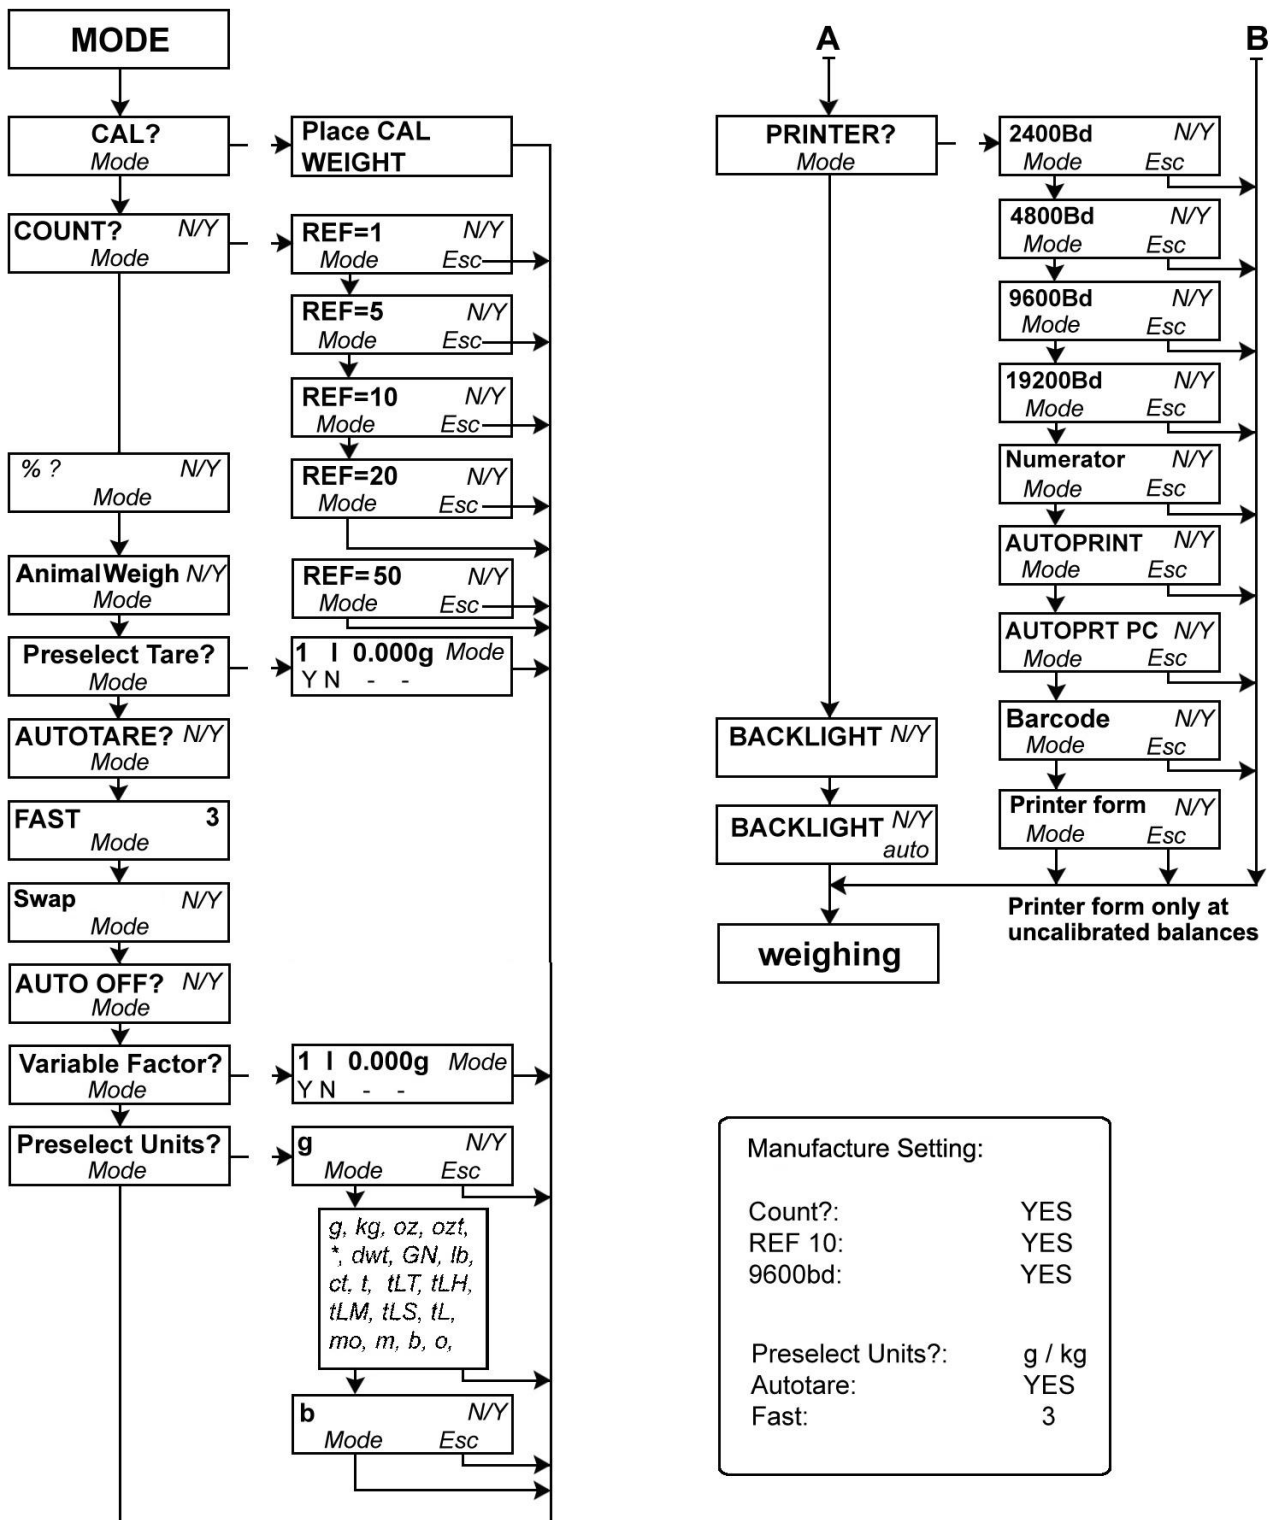 MODE
CAL?
Mode
Place CAL
WEIGHT
COUNT? N/Y
Mode
REF=1 N/Y
Mode Esc
REF=5 N/Y
Mode Esc
REF=10 N/Y
Mode Esc
REF=20 N/Y
Mode Esc
REF=50 N/Y
Mode Esc
% ? N/Y
Mode
AnimalWeigh N/Y
Mode
Preselect Tare?
Mode
1 I 0.000g Mode
Y N - -
AUTOTARE? N/Y
Mode
FAST 3
Mode
Swap N/Y
Mode
AUTO OFF? N/Y
Mode
Variable Factor?
Mode
1 I 0.000g Mode
Y N - -
Preselect Units?
Mode
g N/Y
Mode Esc
g, kg, oz, ozt,
*, dwt, GN, lb,
ct, t, tLT, tLH,
tLM, tLS, tL,
mo, m, b, o,
b N/Y
Mode Esc
A
B
PRINTER?
Mode
2400Bd N/Y
Mode Esc
4800Bd N/Y
Mode Esc
9600Bd N/Y
Mode Esc
19200Bd N/Y
Mode Esc
Numerator N/Y
Mode Esc
AUTOPRINT N/Y
Mode Esc
AUTOPRT PC N/Y
Mode Esc
Barcode N/Y
Mode Esc
Printer form N/Y
Mode Esc
BACKLIGHT N/Y
BACKLIGHT N/Y
auto
Printer form only at
uncalibrated balances
weighing
Manufacture Setting:
Count?: YES
REF 10: YES
9600bd: YES
Preselect Units?: g / kg
Autotare: YES
Fast: 3